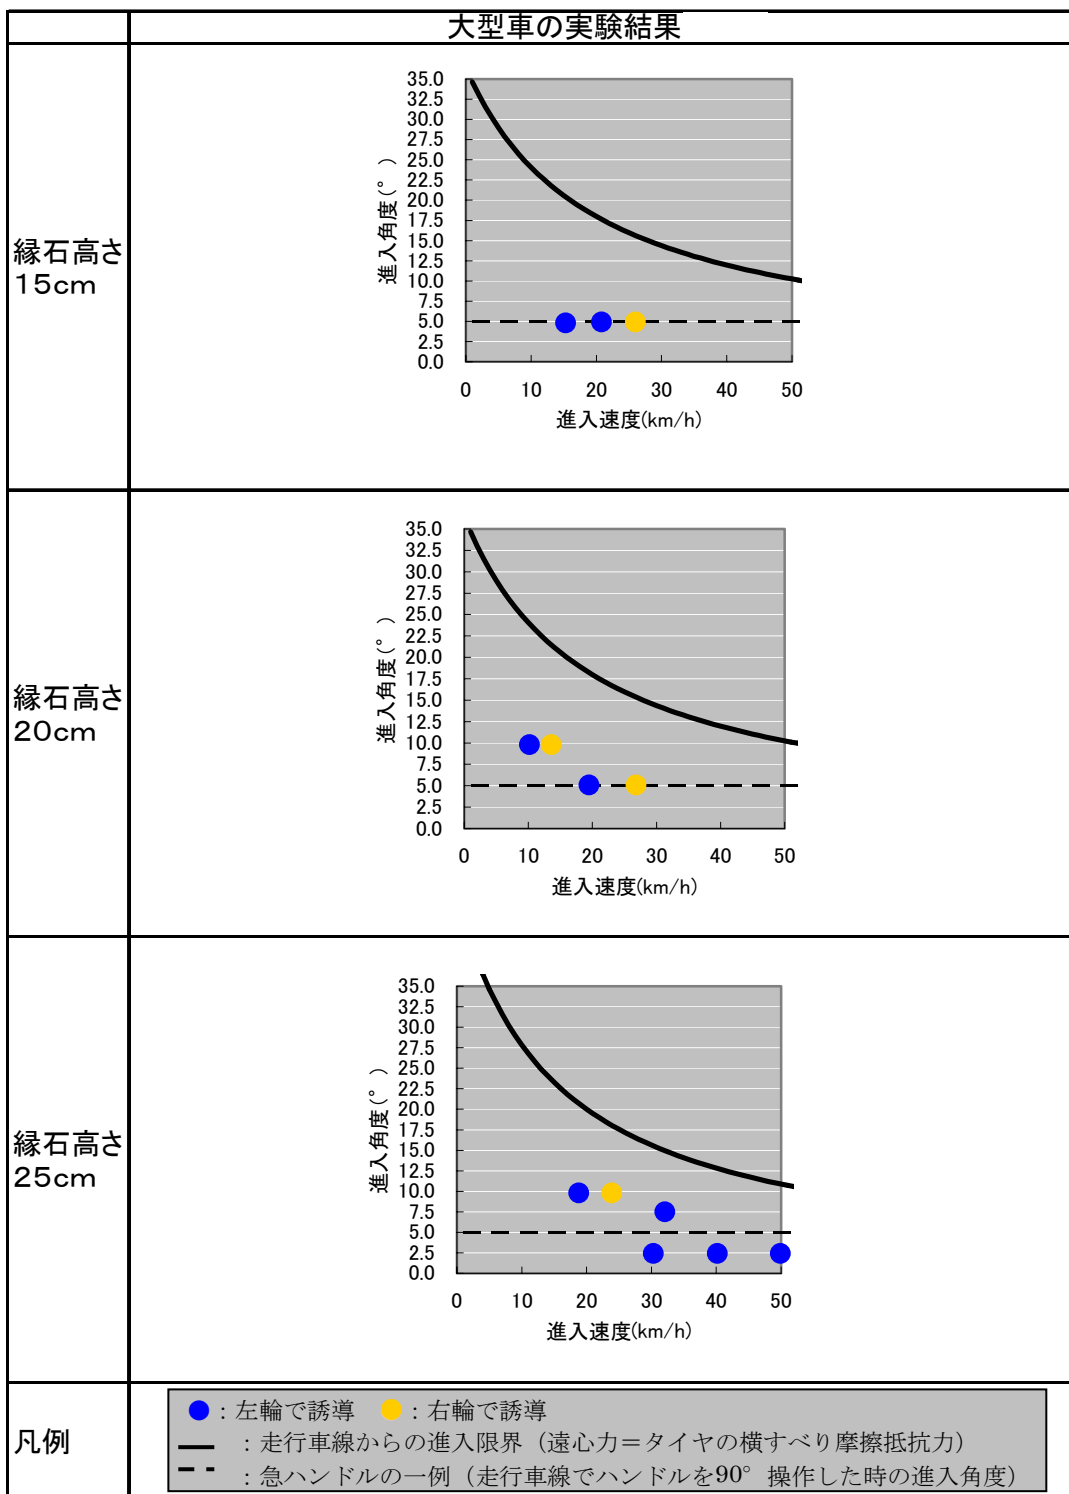 大型車の実験結果
縁石高さ
15cm
進入角度(°)
35.0
32.5
30.0
27.5
25.0
22.5
20.0
17.5
15.0
12.5
10.0
7.5
5.0
2.5
0.0
0 10 20 30 40 50
進入速度(km/h)
縁石高さ
20cm
進入角度(°)
35.0
32.5
30.0
27.5
25.0
22.5
20.0
17.5
15.0
12.5
10.0
7.5
5.0
2.5
0.0
0 10 20 30 40 50
進入速度(km/h)
縁石高さ
25cm
進入角度(°)
35.0
32.5
30.0
27.5
25.0
22.5
20.0
17.5
15.0
12.5
10.0
7.5
5.0
2.5
0.0
0 10 20 30 40 50
進入速度(km/h)
凡例
：左輪で誘導 ：右輪で誘導
：走行車線からの進入限界（遠心力＝タイヤの横すべり摩擦抵抗力）
：急ハンドルの一例（走行車線でハンドルを90°操作した時の進入角度）